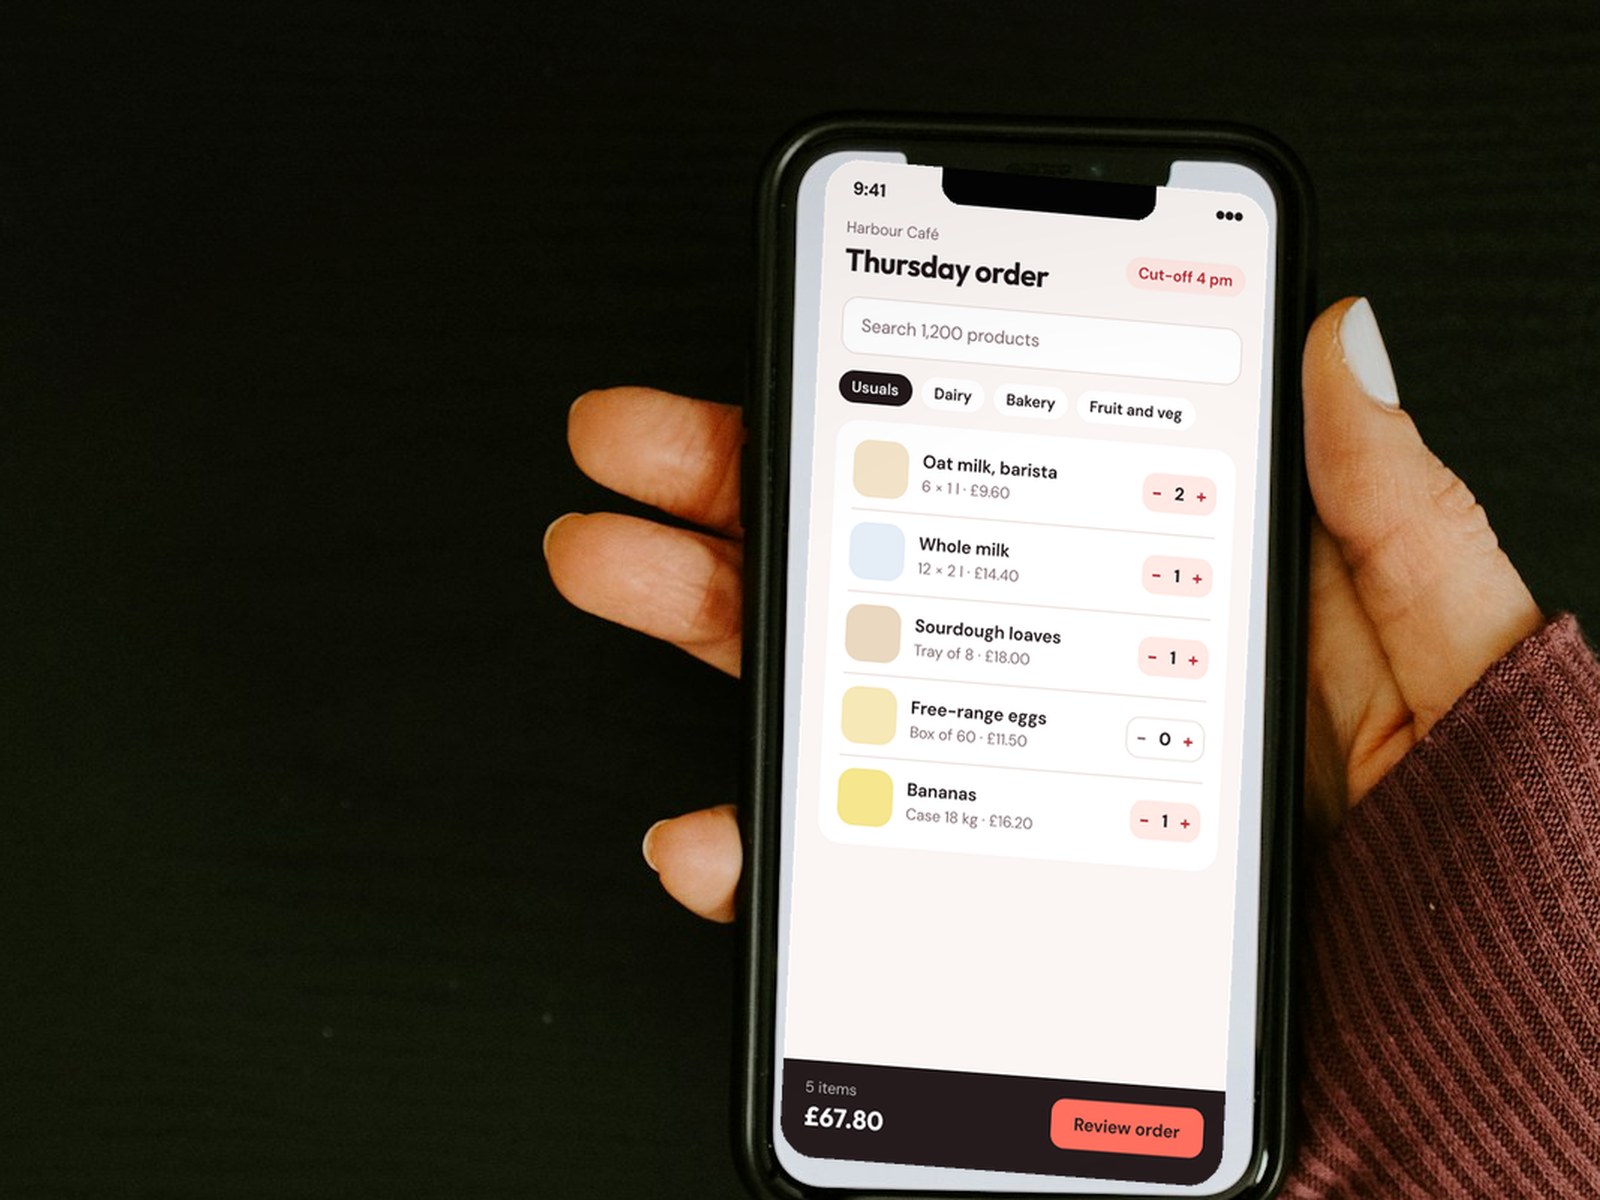 9:41
Harbour Café
Thursday order
Cut-off 4 pm
Search 1,200 products
Usuals
Dairy
Bakery
Fruit and veg
Oat milk, barista
6 × 1 l · £9.60
− 2 +
Whole milk
12 × 2 l · £14.40
− 1 +
Sourdough loaves
Tray of 8 · £18.00
− 1 +
Free-range eggs
Box of 60 · £11.50
− 0 +
Bananas
Case 18 kg · £16.20
− 1 +
5 items
£67.80
Review order